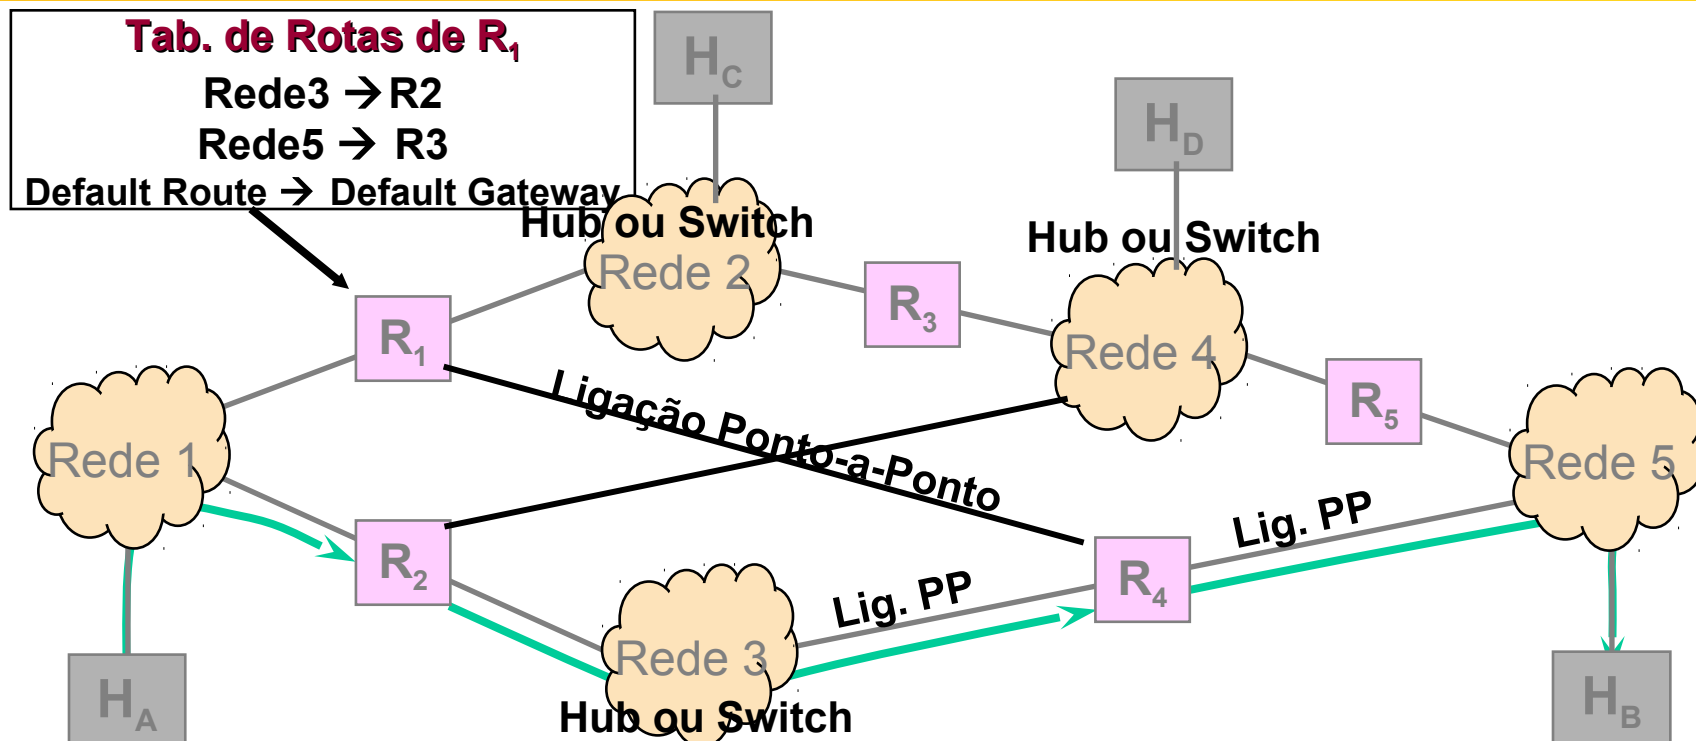 Tab. de Rotas de R1
Rede3 → R2
Rede5 → R3
Default Route → Default Gateway
HC
HD
Hub ou Switch
Hub ou Switch
Rede 2
R3
R1
Rede 4
Ligação Ponto-a-Ponto
R5
Rede 1
Rede 5
Lig. PP
R2
R4
Lig. PP
Rede 3
HA
Hub ou Switch
HB